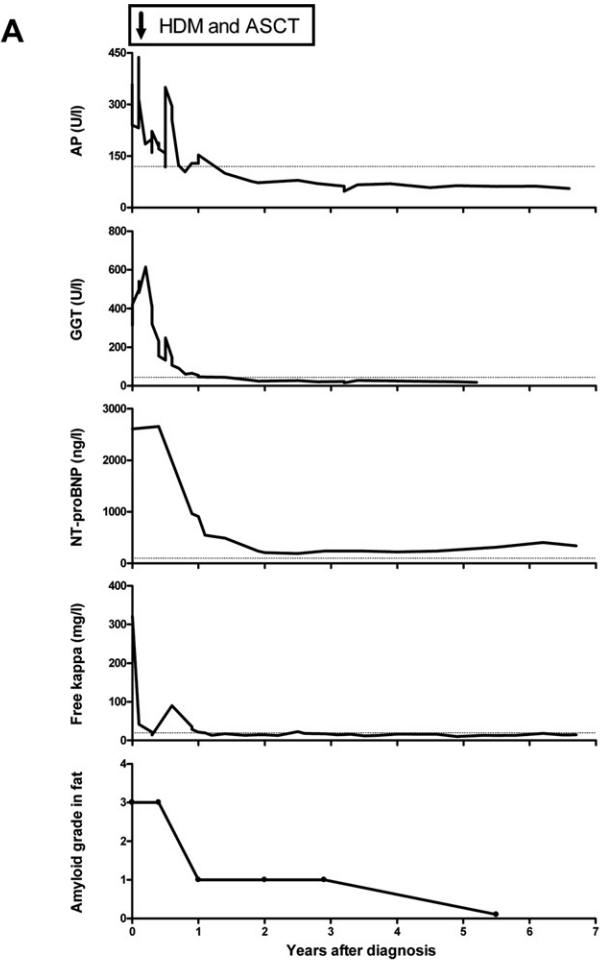 A
HDM and ASCT
AP (U/l)
450
300
150
0
GGT (U/l)
800
600
400
200
0
NT-proBNP (ng/l)
3000
2000
1000
0
Free kappa (mg/l)
400
300
200
100
0
Amyloid grade in fat
4
3
2
1
0
0 1 2 3 4 5 6 7
Years after diagnosis